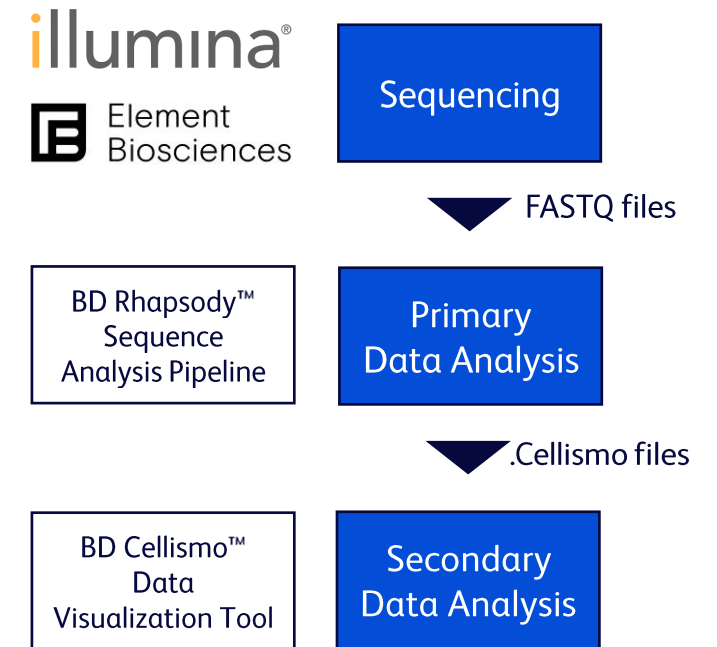 illumina®
Element
Biosciences
Sequencing
FASTQ files
BD Rhapsody™
Sequence
Analysis Pipeline
Primary
Data Analysis
.Cellismo files
BD Cellismo™
Data
Visualization Tool
Secondary
Data Analysis